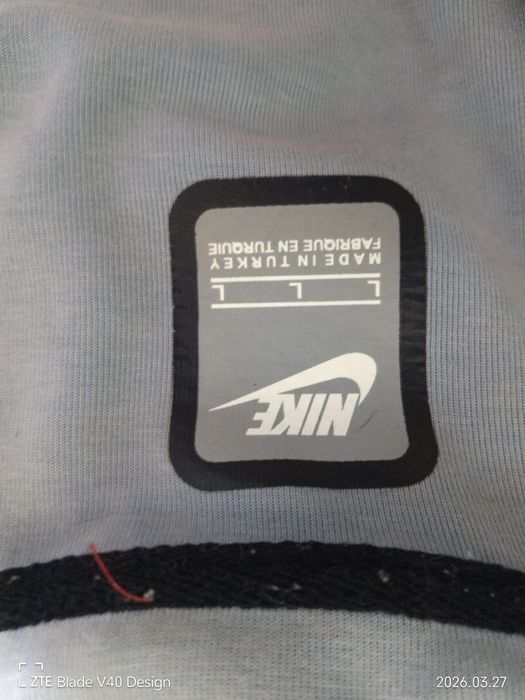 NIKE
L L L
MADE IN TURKEY
FABRIQUE EN TURQUIE
ZTE Blade V40 Design
2026.03.27